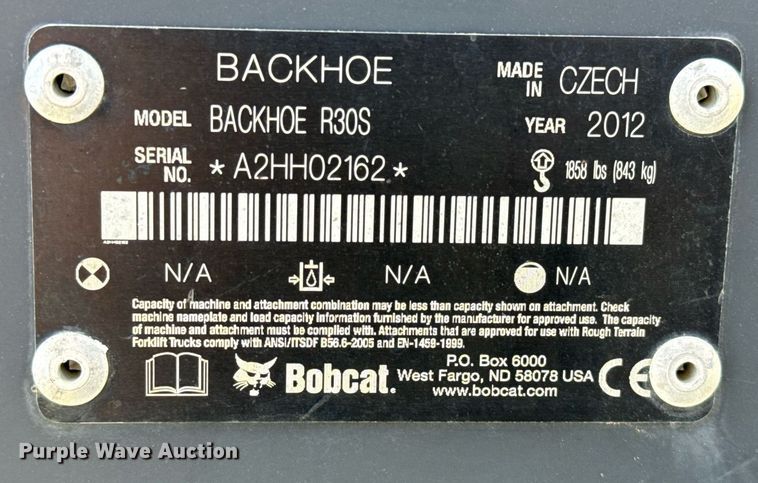 BACKHOE
MADE IN CZECH
MODEL BACKHOE R30S
YEAR 2012
SERIAL NO. *A2HH02162*
1858 lbs (843 kg)
N/A N/A N/A
Capacity of machine and attachment combination may be less than capacity shown on attachment. Check
machine nameplate and load capacity information furnished by the manufacturer for approved use. The capacity
of machine and attachment must be complied with. Attachments that are approved for use with Rough Terrain
Forklift Trucks comply with ANSI/ITSDF B56.6-2005 and EN-1459-1999.
Bobcat.
P.O. Box 6000
West Fargo, ND 58078 USA
www.bobcat.com
CE
Purple Wave Auction